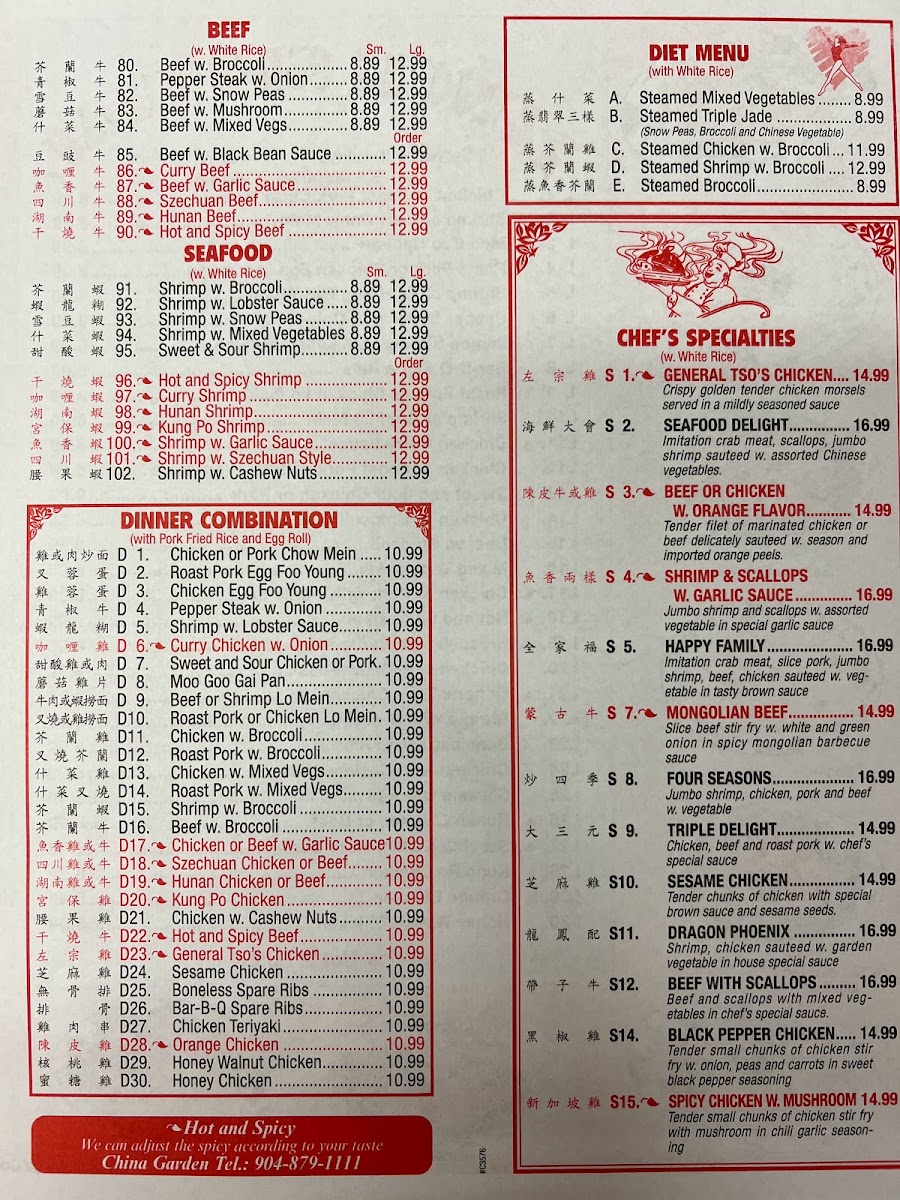 BEEF
(w. White Rice) Sm. Lg.
芥蘭牛 80. Beef w. Broccoli.................. 8.89 12.99
青椒牛 81. Pepper Steak w. Onion........ 8.89 12.99
雪豆牛 82. Beef w. Snow Peas ............. 8.89 12.99
蘑菇牛 83. Beef w. Mushroom ............. 8.89 12.99
什菜牛 84. Beef w. Mixed Vegs............ 8.89 12.99
Order
豆豉牛 85. Beef w. Black Bean Sauce ............ 12.99
咖喱牛 86. Curry Beef ................................ 12.99
魚香牛 87. Beef w. Garlic Sauce.................. 12.99
四川牛 88. Szechuan Beef.......................... 12.99
湖南牛 89. Hunan Beef.............................. 12.99
干燒牛 90. Hot and Spicy Beef .................... 12.99
SEAFOOD
(w. White Rice) Sm. Lg.
芥蘭蝦 91. Shrimp w. Broccoli.............. 8.89 12.99
蝦龍糊 92. Shrimp w. Lobster Sauce ..... 8.89 12.99
雪豆蝦 93. Shrimp w. Snow Peas ......... 8.89 12.99
什菜蝦 94. Shrimp w. Mixed Vegetables 8.89 12.99
甜酸蝦 95. Sweet & Sour Shrimp........... 8.89 12.99
Order
干燒蝦 96. Hot and Spicy Shrimp ................. 12.99
咖喱蝦 97. Curry Shrimp ............................ 12.99
湖南蝦 98. Hunan Shrimp........................... 12.99
宮保蝦 99. Kung Po Shrimp ........................ 12.99
魚香蝦 100. Shrimp w. Garlic Sauce............... 12.99
四川蝦 101. Shrimp w. Szechuan Style............ 12.99
腰果蝦 102. Shrimp w. Cashew Nuts .............. 12.99
DINNER COMBINATION
(with Pork Fried Rice and Egg Roll)
雞或肉炒面 D 1. Chicken or Pork Chow Mein ..... 10.99
叉蓉蛋 D 2. Roast Pork Egg Foo Young ........ 10.99
雞蓉蛋 D 3. Chicken Egg Foo Young ............ 10.99
青椒牛 D 4. Pepper Steak w. Onion ............. 10.99
蝦龍糊 D 5. Shrimp w. Lobster Sauce........... 10.99
咖喱雞 D 6. Curry Chicken w. Onion ............ 10.99
甜酸雞或肉 D 7. Sweet and Sour Chicken or Pork. 10.99
蘑菇雞片 D 8. Moo Goo Gai Pan................... 10.99
牛肉或蝦撈面 D 9. Beef or Shrimp Lo Mein............. 10.99
叉燒或雞撈面 D10. Roast Pork or Chicken Lo Mein. 10.99
芥蘭雞 D11. Chicken w. Broccoli................. 10.99
叉燒芥蘭 D12. Roast Pork w. Broccoli.............. 10.99
什菜雞 D13. Chicken w. Mixed Vegs............. 10.99
什菜叉燒 D14. Roast Pork w. Mixed Vegs......... 10.99
芥蘭蝦 D15. Shrimp w. Broccoli .................. 10.99
芥蘭牛 D16. Beef w. Broccoli ..................... 10.99
魚香雞或牛 D17. Chicken or Beef w. Garlic Sauce 10.99
四川雞或牛 D18. Szechuan Chicken or Beef........ 10.99
湖南雞或牛 D19. Hunan Chicken or Beef............ 10.99
宮保雞 D20. Kung Po Chicken ................... 10.99
腰果雞 D21. Chicken w. Cashew Nuts.......... 10.99
干燒牛 D22. Hot and Spicy Beef................. 10.99
左宗雞 D23. General Tso's Chicken .............. 10.99
芝麻雞 D24. Sesame Chicken .................... 10.99
無骨排 D25. Boneless Spare Ribs ............... 10.99
排骨 D26. Bar-B-Q Spare Ribs................. 10.99
雞肉串 D27. Chicken Teriyaki..................... 10.99
陳皮雞 D28. Orange Chicken ..................... 10.99
核桃雞 D29. Honey Walnut Chicken............. 10.99
蜜糖雞 D30. Honey Chicken ...................... 10.99
Hot and Spicy
We can adjust the spicy according to your taste
China Garden Tel.: 904-879-1111
#IC3576
DIET MENU
(with White Rice)
蒸什菜 A. Steamed Mixed Vegetables ........ 8.99
蒸翡翠三樣 B. Steamed Triple Jade .................. 8.99
(Snow Peas, Broccoli and Chinese Vegetable)
蒸芥蘭雞 C. Steamed Chicken w. Broccoli ... 11.99
蒸芥蘭蝦 D. Steamed Shrimp w. Broccoli .... 12.99
蒸魚香芥蘭 E. Steamed Broccoli...................... 8.99
CHEF'S SPECIALTIES
(w. White Rice)
左宗雞 S 1. GENERAL TSO'S CHICKEN.... 14.99
Crispy golden tender chicken morsels
served in a mildly seasoned sauce
海鮮大會 S 2. SEAFOOD DELIGHT............... 16.99
Imitation crab meat, scallops, jumbo
shrimp sauteed w. assorted Chinese
vegetables.
陳皮牛或雞 S 3. BEEF OR CHICKEN
W. ORANGE FLAVOR........... 14.99
Tender filet of marinated chicken or
beef delicately sauteed w. season and
imported orange peels.
魚香兩樣 S 4. SHRIMP & SCALLOPS
W. GARLIC SAUCE.............. 16.99
Jumbo shrimp and scallops w. assorted
vegetable in special garlic sauce
全家福 S 5. HAPPY FAMILY..................... 16.99
Imitation crab meat, slice pork, jumbo
shrimp, beef, chicken sauteed w. veg-
etable in tasty brown sauce
蒙古牛 S 7. MONGOLIAN BEEF................ 14.99
Slice beef stir fry w. white and green
onion in spicy mongolian barbecue
sauce
炒四季 S 8. FOUR SEASONS.................... 16.99
Jumbo shrimp, chicken, pork and beef
w. vegetable
大三元 S 9. TRIPLE DELIGHT................... 14.99
Chicken, beef and roast pork w. chef's
special sauce
芝麻雞 S10. SESAME CHICKEN................ 14.99
Tender chunks of chicken with special
brown sauce and sesame seeds.
龍鳳配 S11. DRAGON PHOENIX ............... 16.99
Shrimp, chicken sauteed w. garden
vegetable in house special sauce
帶子牛 S12. BEEF WITH SCALLOPS ......... 16.99
Beef and scallops with mixed veg-
etables in chef's special sauce.
黑椒雞 S14. BLACK PEPPER CHICKEN..... 14.99
Tender small chunks of chicken stir
fry w. onion, peas and carrots in sweet
black pepper seasoning
新加坡雞 S15. SPICY CHICKEN W. MUSHROOM 14.99
Tender small chunks of chicken stir fry
with mushroom in chili garlic season-
ing